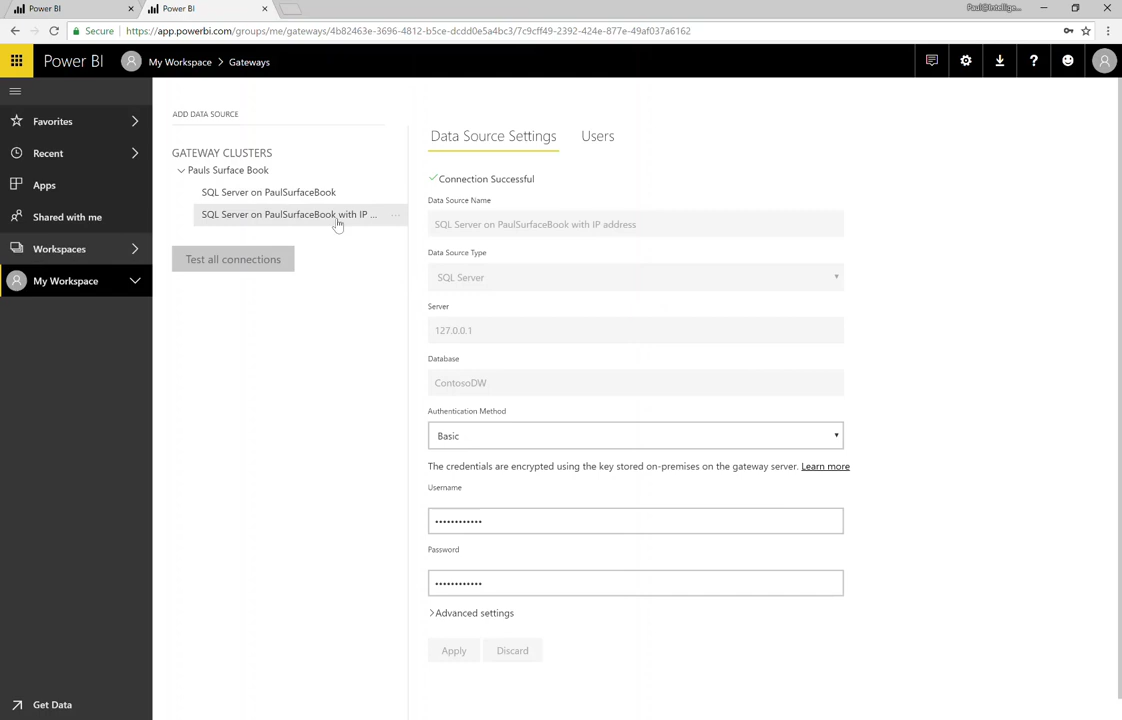 Power BI
Power BI
Paul@Intellige...
Secure https://app.powerbi.com/groups/me/gateways/4b82463e-3696-4812-b5ce-dcdd0e5a4bc3/7c9cff49-2392-424e-877e-49af037a6162
Power BI My Workspace > Gateways
Favorites
Recent
Apps
Shared with me
Workspaces
My Workspace
Get Data
ADD DATA SOURCE
GATEWAY CLUSTERS
Pauls Surface Book
SQL Server on PaulSurfaceBook
SQL Server on PaulSurfaceBook with IP ...
Test all connections
Data Source Settings Users
Connection Successful
Data Source Name
SQL Server on PaulSurfaceBook with IP address
Data Source Type
SQL Server
Server
127.0.0.1
Database
ContosoDW
Authentication Method
Basic
The credentials are encrypted using the key stored on-premises on the gateway server. Learn more
Username
••••••••••••
Password
••••••••••••
Advanced settings
Apply Discard